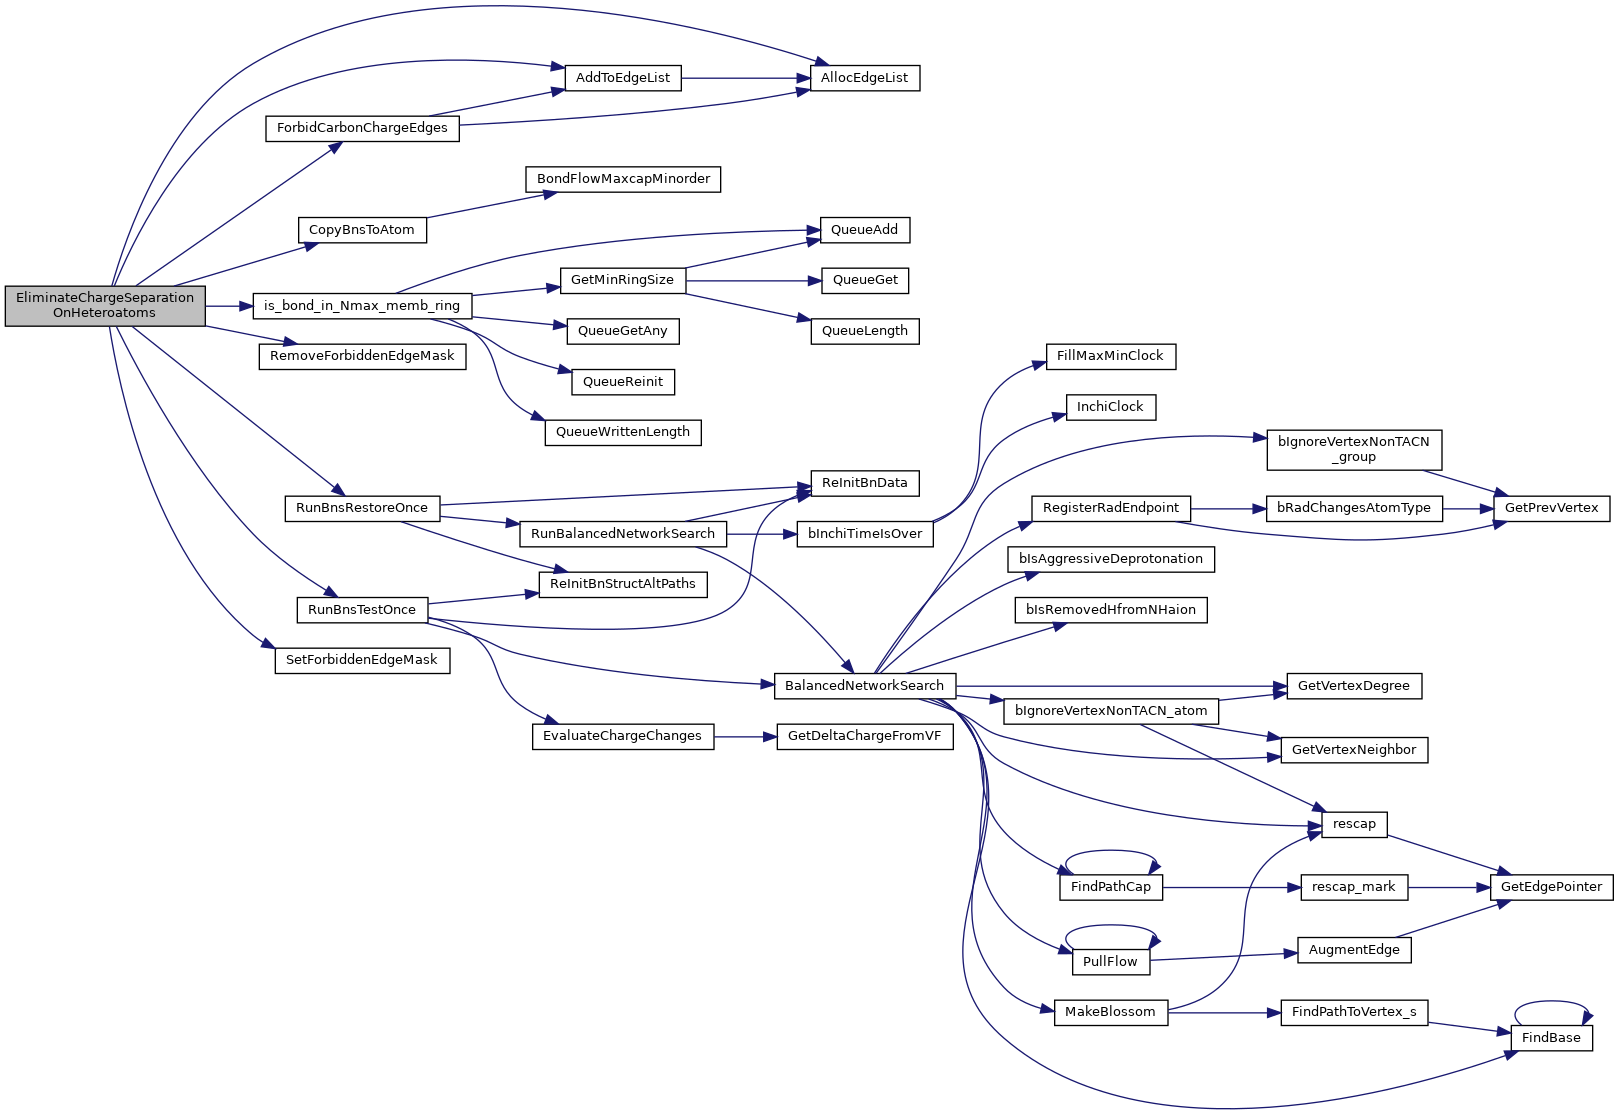 EliminateChargeSeparation
OnHeteroatoms
AddToEdgeList
AllocEdgeList
ForbidCarbonChargeEdges
BondFlowMaxcapMinorder
CopyBnsToAtom
QueueAdd
GetMinRingSize
QueueGet
is_bond_in_Nmax_memb_ring
QueueGetAny
QueueLength
RemoveForbiddenEdgeMask
QueueReinit
QueueWrittenLength
FillMaxMinClock
InchiClock
bIgnoreVertexNonTACN
_group
ReInitBnData
RunBnsRestoreOnce
RegisterRadEndpoint
bRadChangesAtomType
GetPrevVertex
RunBalancedNetworkSearch
bInchiTimeIsOver
bIsAggressiveDeprotonation
ReInitBnStructAltPaths
RunBnsTestOnce
bIsRemovedHfromNHaion
SetForbiddenEdgeMask
BalancedNetworkSearch
GetVertexDegree
bIgnoreVertexNonTACN_atom
EvaluateChargeChanges
GetDeltaChargeFromVF
GetVertexNeighbor
rescap
FindPathCap
rescap_mark
GetEdgePointer
PullFlow
AugmentEdge
MakeBlossom
FindPathToVertex_s
FindBase